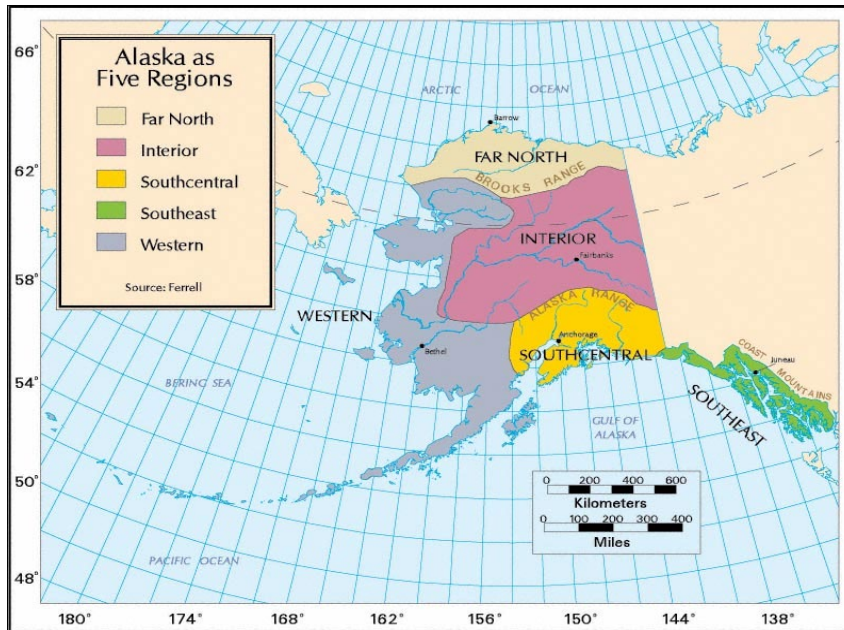 Alaska as
Five Regions
Far North
Interior
Southcentral
Southeast
Western
Source: Ferrell
66°
62°
58°
54°
50°
48°
ARCTIC OCEAN
Barrow
FAR NORTH
BROOKS RANGE
INTERIOR
Fairbanks
WESTERN
ALASKA RANGE
Anchorage
Bethel
SOUTHCENTRAL
COAST MOUNTAINS
Juneau
SOUTHEAST
BERING SEA
GULF OF
ALASKA
0 200 400 600
Kilometers
0 100 200 300 400
Miles
PACIFIC OCEAN
180° 174° 168° 162° 156° 150° 144° 138°